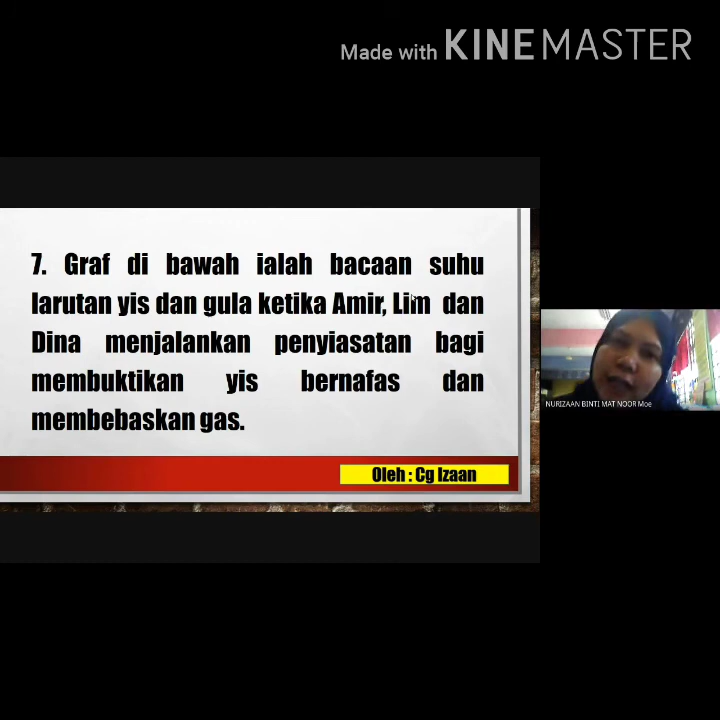 Made with KINEMASTER
7. Graf di bawah ialah bacaan suhu
larutan yis dan gula ketika Amir, Lim dan
Dina menjalankan penyiasatan bagi
membuktikan yis bernafas dan
membebaskan gas.
Oleh : Cg Izaan
NURIZAAN BINTI MAT NOOR Moe